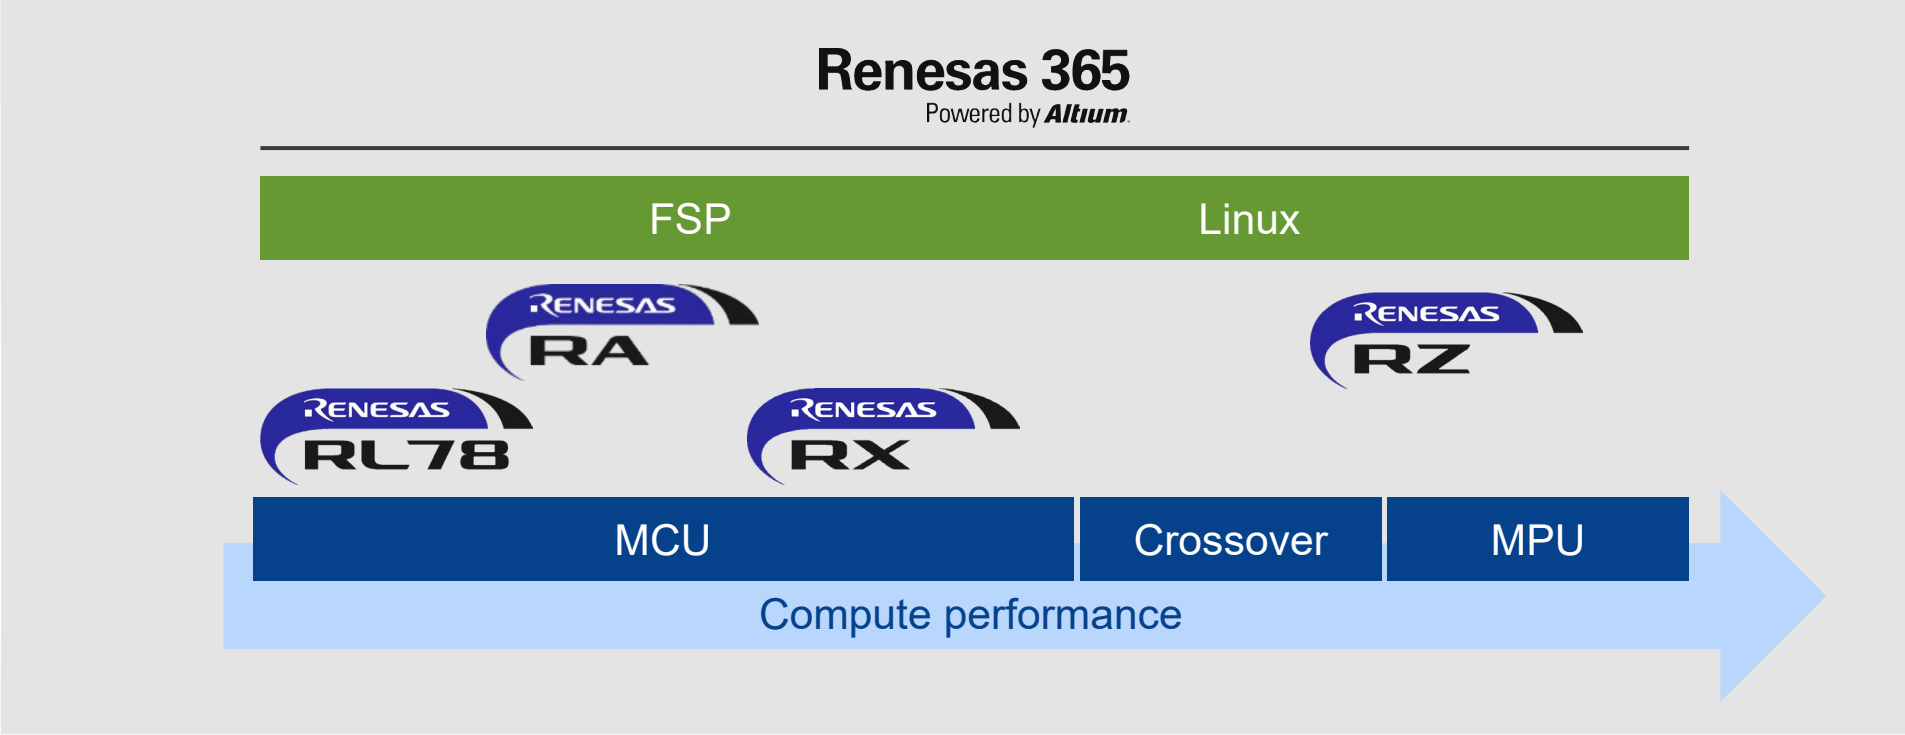 Renesas 365
Powered by Altium
FSP Linux
RENESAS
RA
RENESAS
RZ
RENESAS
RL78
RENESAS
RX
MCU Crossover MPU
Compute performance